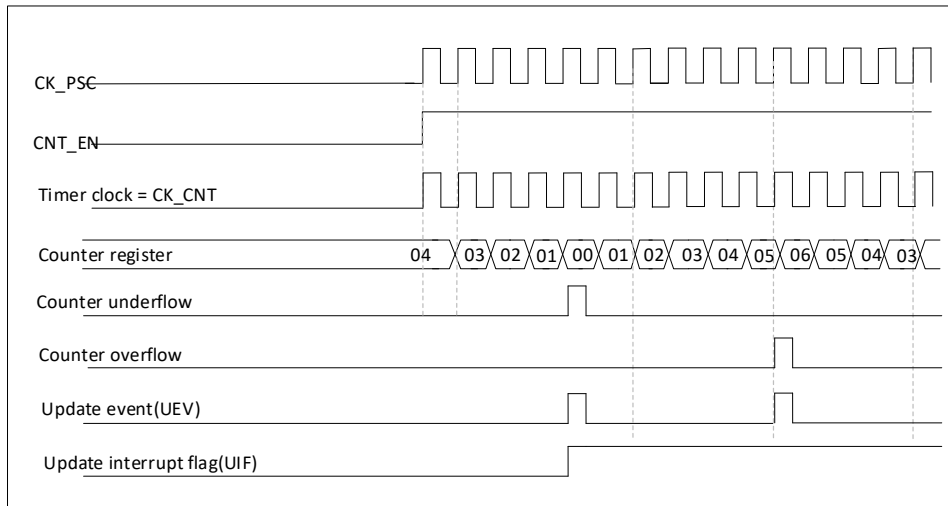 CK_PSC
CNT_EN
Timer clock = CK_CNT
Counter register 04 03 02 01 00 01 02 03 04 05 06 05 04 03
Counter underflow
Counter overflow
Update event(UEV)
Update interrupt flag(UIF)